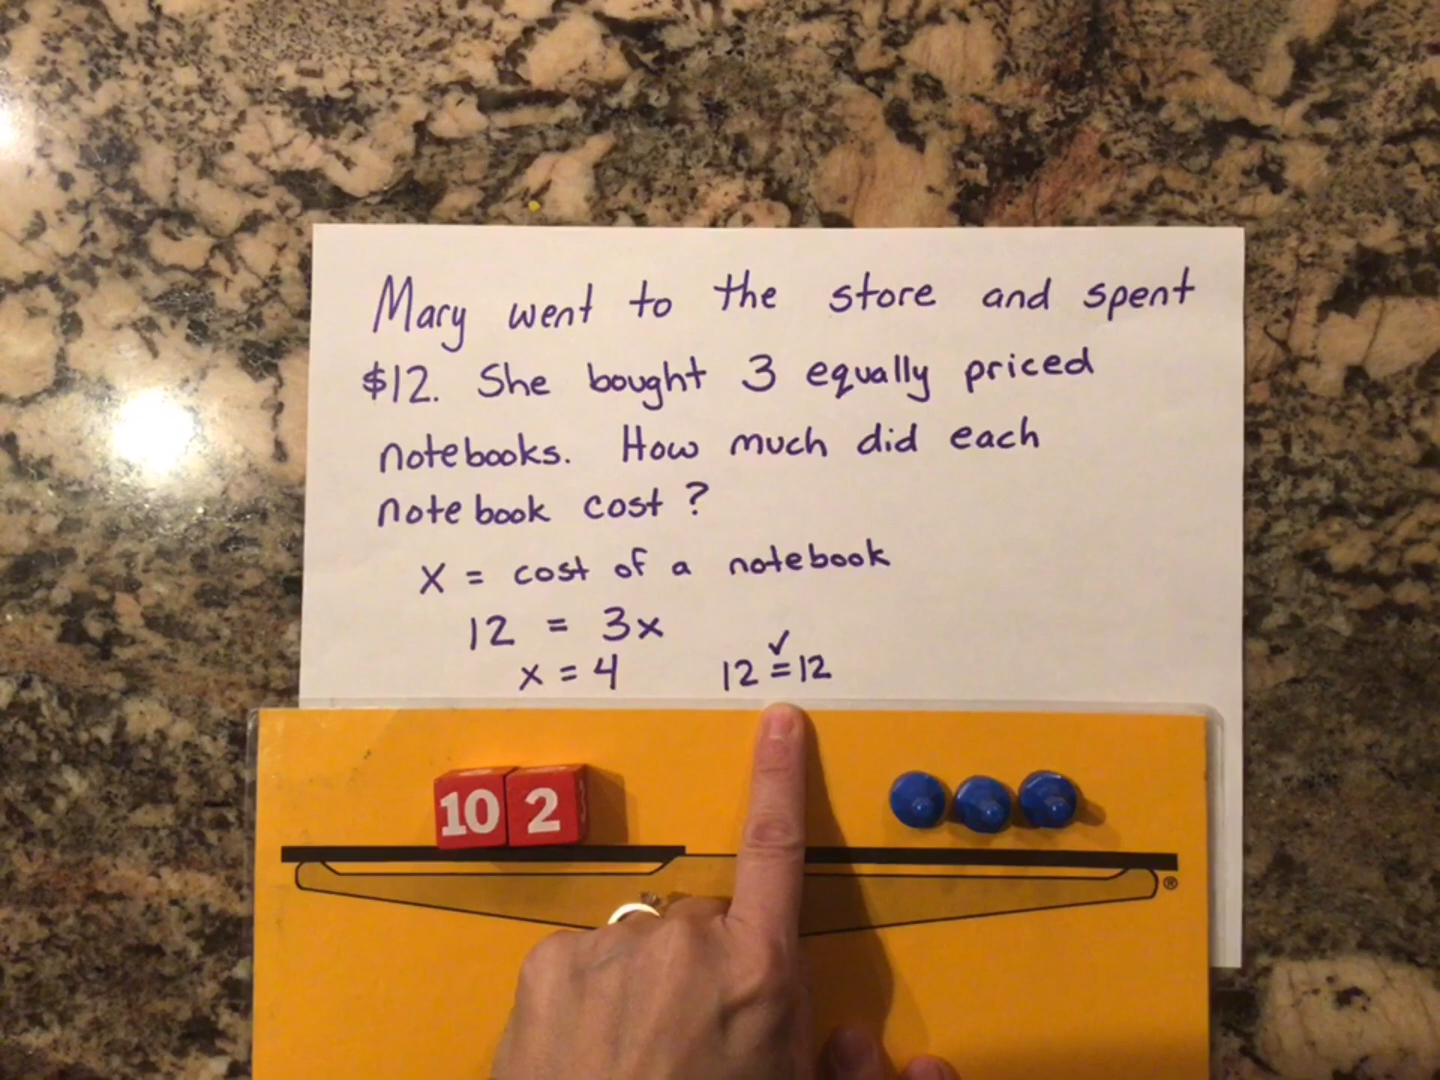 Mary went to the store and spent
$12. She bought 3 equally priced
notebooks. How much did each
notebook cost?
x = cost of a notebook
12 = 3x
x = 4 12 = 12
10 2
®